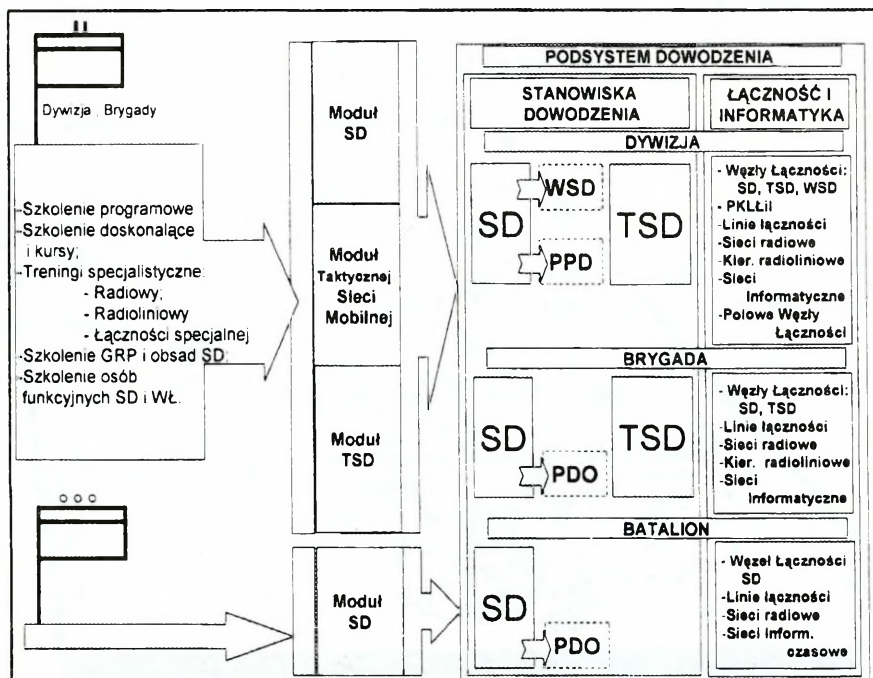 Dywizja , Brygady
-Szkolenie programowe
-Szkolenie doskonalące
i kursy;
-Treningi specjalistyczne:
- Radiowy;
- Radioliniowy
- Łączności specjalnej
-Szkolenie GRP i obsad SD;
-Szkolenie osób
funkcyjnych SD i WŁ.
Moduł
SD
Moduł
Taktycznej
Sieci
Mobilnej
Moduł
TSD
Moduł
SD
PODSYSTEM DOWODZENIA
STANOWISKA
DOWODZENIA
ŁĄCZNOŚĆ I
INFORMATYKA
DYWIZJA
SD
WSD
PPD
TSD
- Węzły Łączności:
SD, TSD, WSD
- PKŁŁiI
-Linie łączności
-Sieci radiowe
-Kier. radioliniowe
-Sieci
Informatyczne
-Polowe Węzły
Łączności
BRYGADA
SD
PDO
TSD
- Węzły Łączności:
SD, TSD
-Linie łączności
-Sieci radiowe
-Kier. radioliniowe
-Sieci
Informatyczne
BATALION
SD
PDO
- Węzeł Łączności
SD
-Linie łączności
-Sieci radiowe
-Sieci Inform.
czasowe